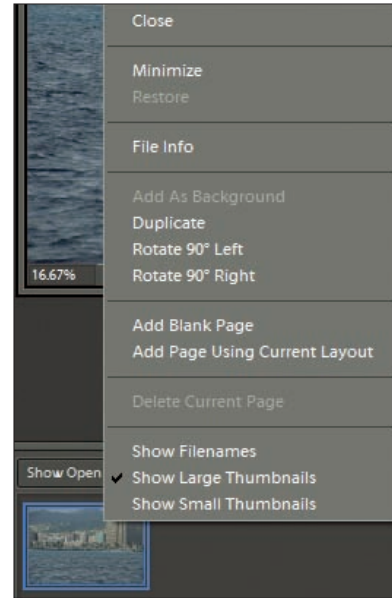 Close
Minimize
Restore
File Info
Add As Background
Duplicate
Rotate 90° Left
Rotate 90° Right
16.67%
Add Blank Page
Add Page Using Current Layout
Delete Current Page
Show Filenames
Show Open
✔ Show Large Thumbnails
Show Small Thumbnails